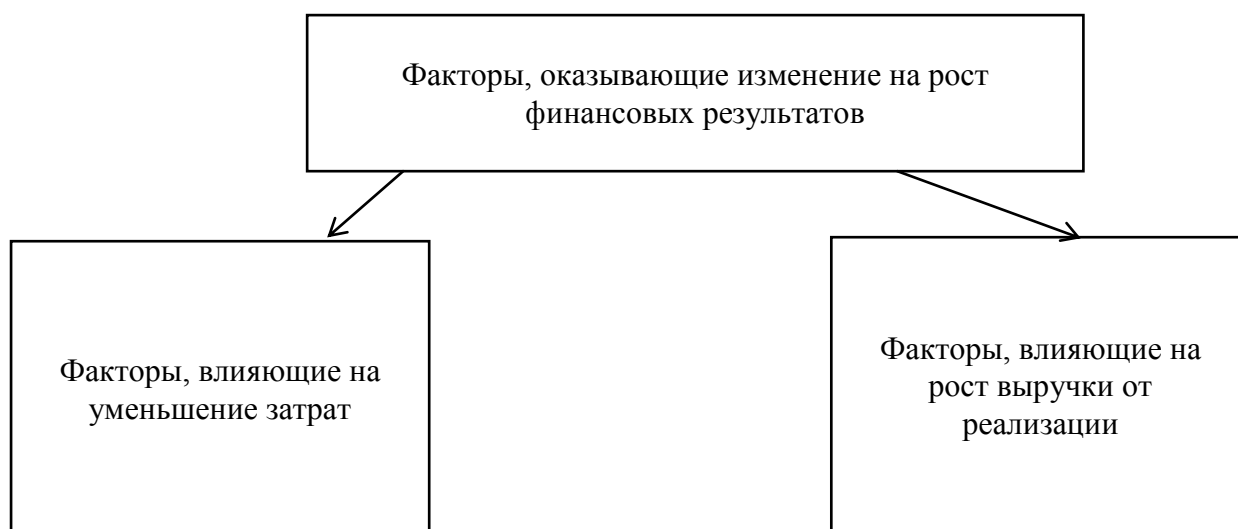 Факторы, оказывающие изменение на рост
финансовых результатов
Факторы, влияющие на
уменьшение затрат
Факторы, влияющие на
рост выручки от
реализации